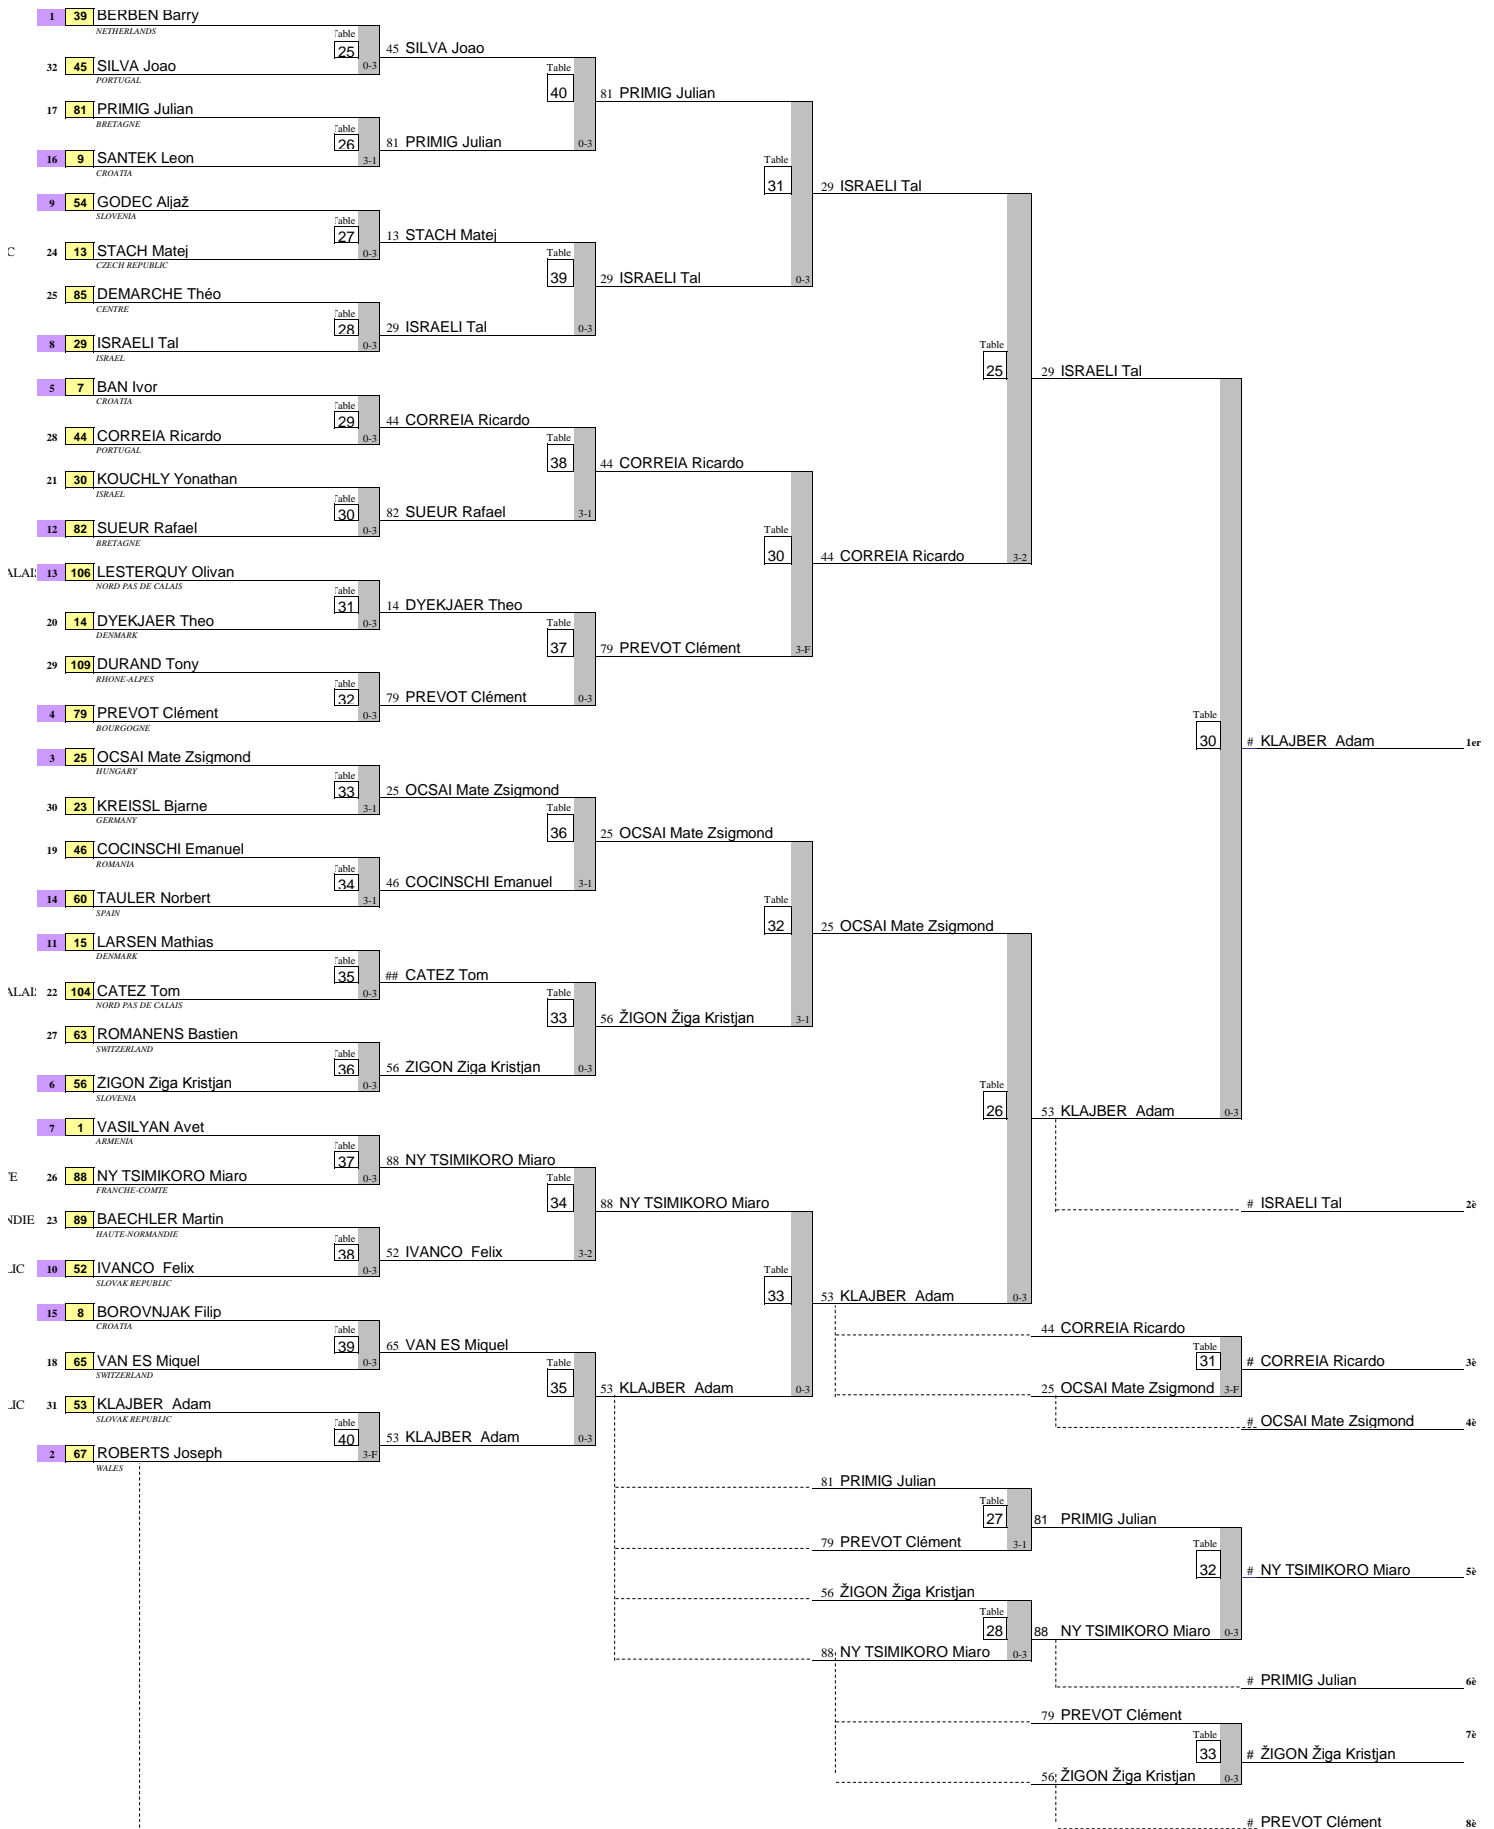 1 39 BERBEN Barry
NETHERLANDS
Table
25 45 SILVA Joao
32 45 SILVA Joao 0-3
PORTUGAL
Table
40 81 PRIMIG Julian
17 81 PRIMIG Julian
BRETAGNE
Table
26 81 PRIMIG Julian 0-3
16 9 SANTEK Leon 3-1
CROATIA
Table
31 29 ISRAELI Tal
9 54 GODEC Aljaž
SLOVENIA
Table
27 13 STACH Matej
C 24 13 STACH Matej 0-3
CZECH REPUBLIC
Table
39 29 ISRAELI Tal 0-3
25 85 DEMARCHE Théo
CENTRE
Table
28 29 ISRAELI Tal 0-3
8 29 ISRAELI Tal 0-3
ISRAEL
Table
25 29 ISRAELI Tal
5 7 BAN Ivor
CROATIA
Table
29 44 CORREIA Ricardo
28 44 CORREIA Ricardo 0-3
PORTUGAL
Table
38 44 CORREIA Ricardo
21 30 KOUCHLY Yonathan
ISRAEL
Table
30 82 SUEUR Rafael 3-1
12 82 SUEUR Rafael 0-3
BRETAGNE
Table
30 44 CORREIA Ricardo 3-2
ALAIS 13 106 LESTERQUY Olivan
NORD PAS DE CALAIS
Table
31 14 DYEKJAER Theo
20 14 DYEKJAER Theo 0-3
DENMARK
Table
37 79 PREVOT Clément 3-F
29 109 DURAND Tony
RHONE-ALPES
Table
32 79 PREVOT Clément 0-3
4 79 PREVOT Clément 0-3
BOURGOGNE
Table
30 # KLAJBER Adam 1er
3 25 OCSAI Mate Zsigmond
HUNGARY
Table
33 25 OCSAI Mate Zsigmond
30 23 KREISSL Bjarne 3-1
GERMANY
Table
36 25 OCSAI Mate Zsigmond
19 46 COCINSCHI Emanuel
ROMANIA
Table
34 46 COCINSCHI Emanuel 3-1
14 60 TAULER Norbert 3-1
SPAIN
Table
32 25 OCSAI Mate Zsigmond
11 15 LARSEN Mathias
DENMARK
Table
35 ## CATEZ Tom
ALAIS 22 104 CATEZ Tom 0-3
NORD PAS DE CALAIS
Table
33 56 ŽIGON Žiga Kristjan 3-1
27 63 ROMANENS Bastien
SWITZERLAND
Table
36 56 ŽIGON Žiga Kristjan 0-3
6 56 ŽIGON Žiga Kristjan 0-3
SLOVENIA
Table
26 53 KLAJBER Adam 0-3
7 1 VASILYAN Avet
ARMENIA
Table
37 88 NY TSIMIKORO Miaro
E 26 88 NY TSIMIKORO Miaro 0-3
FRANCHE-COMTE
Table
34 88 NY TSIMIKORO Miaro
# ISRAELI Tal 2è
NDIE 23 89 BAECHLER Martin
HAUTE-NORMANDIE
Table
38 52 IVANCO Felix 3-2
LIC 10 52 IVANCO Felix 0-3
SLOVAK REPUBLIC
Table
33 53 KLAJBER Adam 0-3
15 8 BOROVNJAK Filip
CROATIA
44 CORREIA Ricardo
Table
39 65 VAN ES Miquel
18 65 VAN ES Miquel 0-3
SWITZERLAND
31 # CORREIA Ricardo 3è
Table
35 53 KLAJBER Adam 0-3
25 OCSAI Mate Zsigmond 3-F
LIC 31 53 KLAJBER Adam
SLOVAK REPUBLIC
# OCSAI Mate Zsigmond 4è
Table
40 53 KLAJBER Adam 0-3
2 67 ROBERTS Joseph 3-F
WALES
81 PRIMIG Julian
Table
27 81 PRIMIG Julian
79 PREVOT Clément 3-1
Table
32 # NY TSIMIKORO Miaro 5è
56 ŽIGON Žiga Kristjan
Table
28 88 NY TSIMIKORO Miaro 0-3
88 NY TSIMIKORO Miaro 0-3
# PRIMIG Julian 6è
79 PREVOT Clément
Table 7è
33 # ŽIGON Žiga Kristjan
56 ŽIGON Žiga Kristjan 0-3
# PREVOT Clément 8è